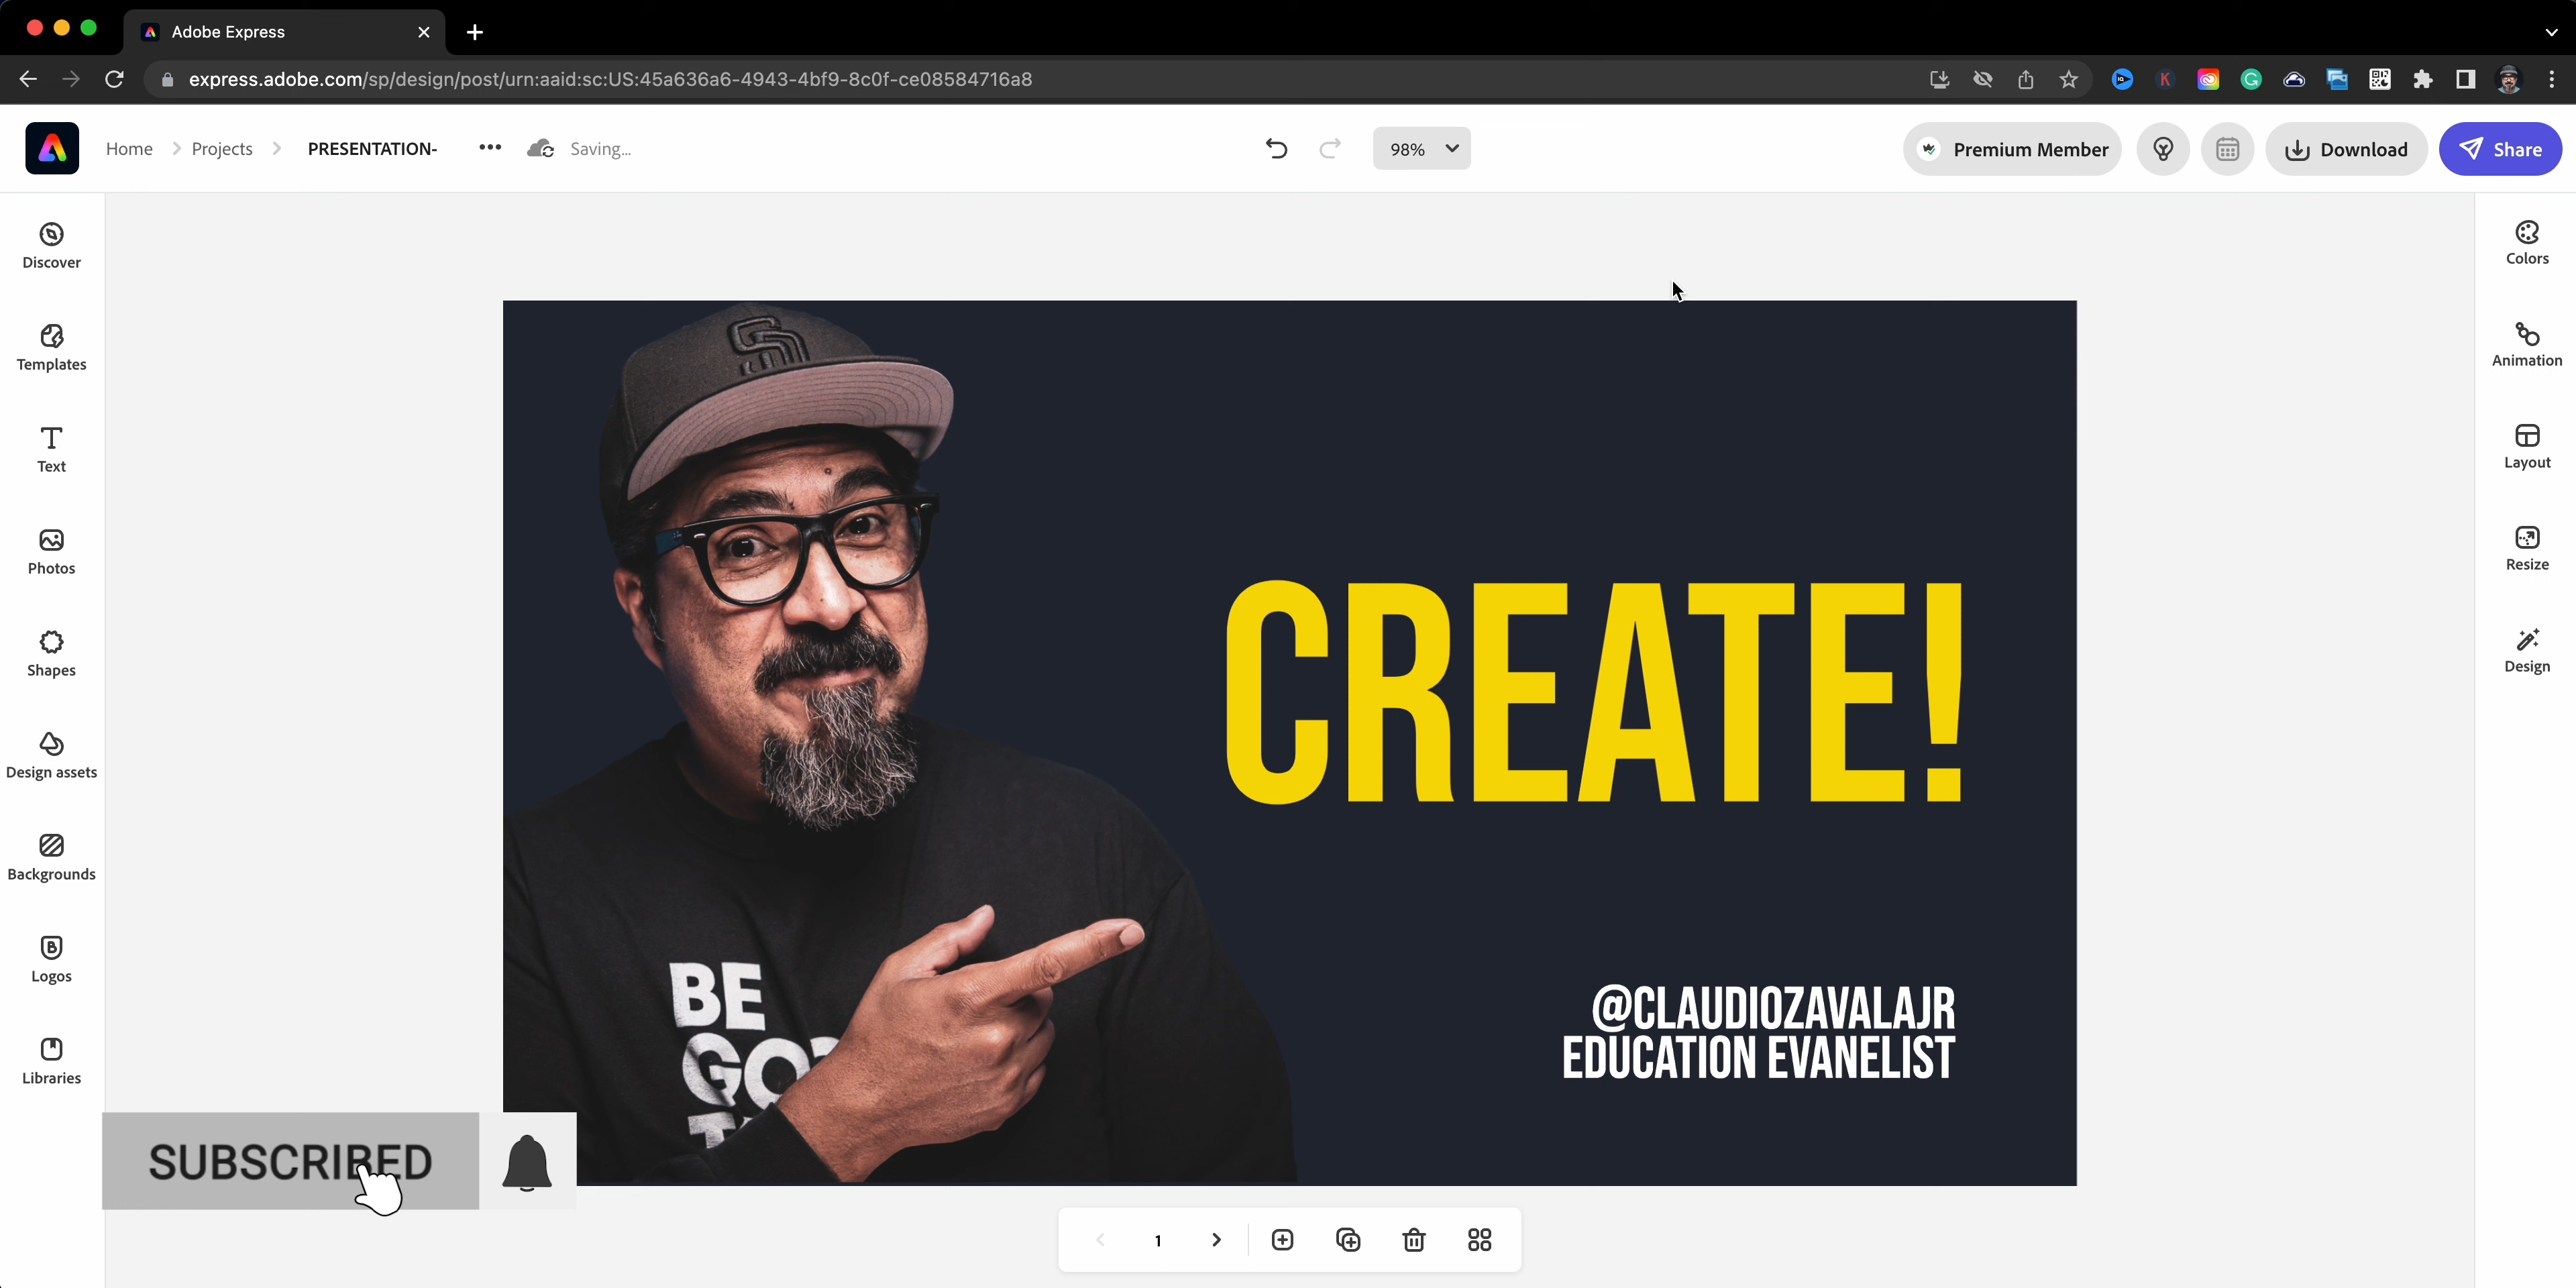 Adobe Express
express.adobe.com/sp/design/post/urn:aaid:sc:US:45a636a6-4943-4bf9-8c0f-ce08584716a8
Home
Projects
PRESENTATION-
Saving...
98%
Premium Member
Download
Share
Discover
Templates
Text
Photos
Shapes
Design assets
Backgrounds
Logos
Libraries
CREATE!
@CLAUDIOZAVALAJR
EDUCATION EVANELIST
BE
SUBSCRIBED
1
Colors
Animation
Layout
Resize
Design